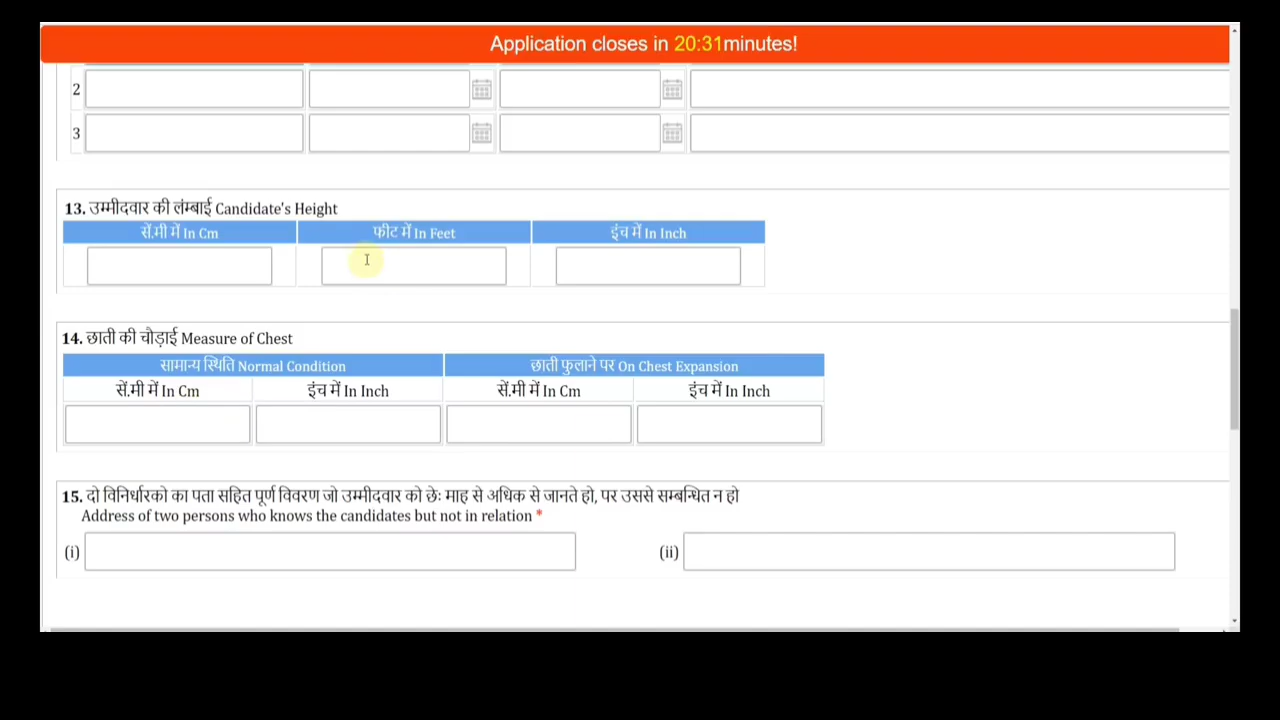 Application closes in 20:31minutes!
2
3
13. उम्मीदवार की लंम्बाई Candidate's Height
सें.मी में In Cm फीट में In Feet इंच में In Inch
14. छाती की चौड़ाई Measure of Chest
सामान्य स्थिति Normal Condition छाती फुलाने पर On Chest Expansion
सें.मी में In Cm इंच में In Inch सें.मी में In Cm इंच में In Inch
15. दो विनिर्धारको का पता सहित पूर्ण विवरण जो उम्मीदवार को छेः माह से अधिक से जानते हो, पर उससे सम्बन्धित न हो
Address of two persons who knows the candidates but not in relation *
(i) (ii)